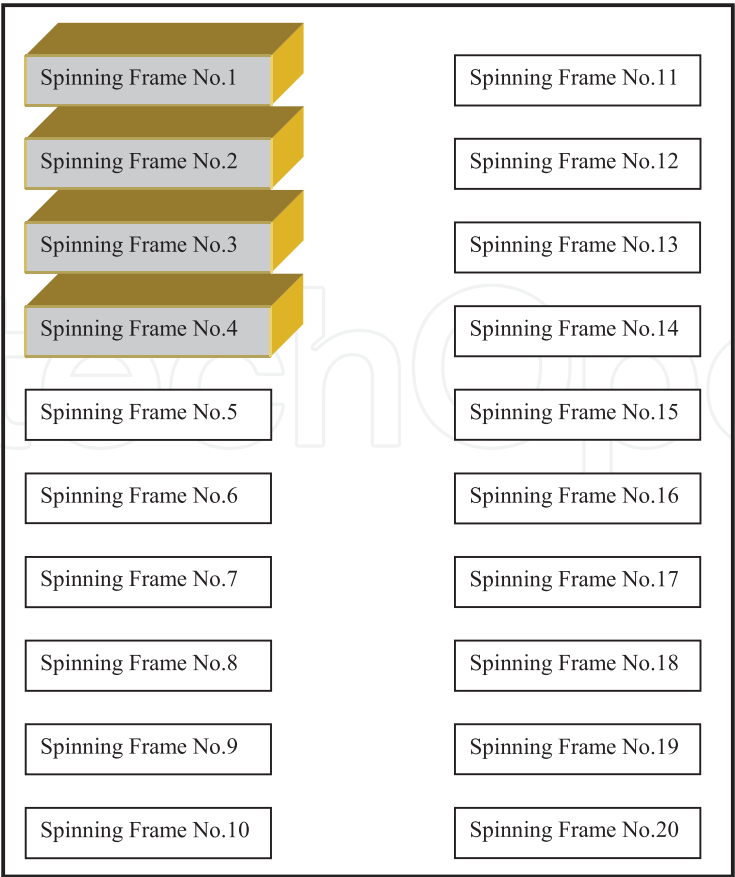 Spinning Frame No.1
Spinning Frame No.2
Spinning Frame No.3
Spinning Frame No.4
Spinning Frame No.5
Spinning Frame No.6
Spinning Frame No.7
Spinning Frame No.8
Spinning Frame No.9
Spinning Frame No.10
Spinning Frame No.11
Spinning Frame No.12
Spinning Frame No.13
Spinning Frame No.14
Spinning Frame No.15
Spinning Frame No.16
Spinning Frame No.17
Spinning Frame No.18
Spinning Frame No.19
Spinning Frame No.20